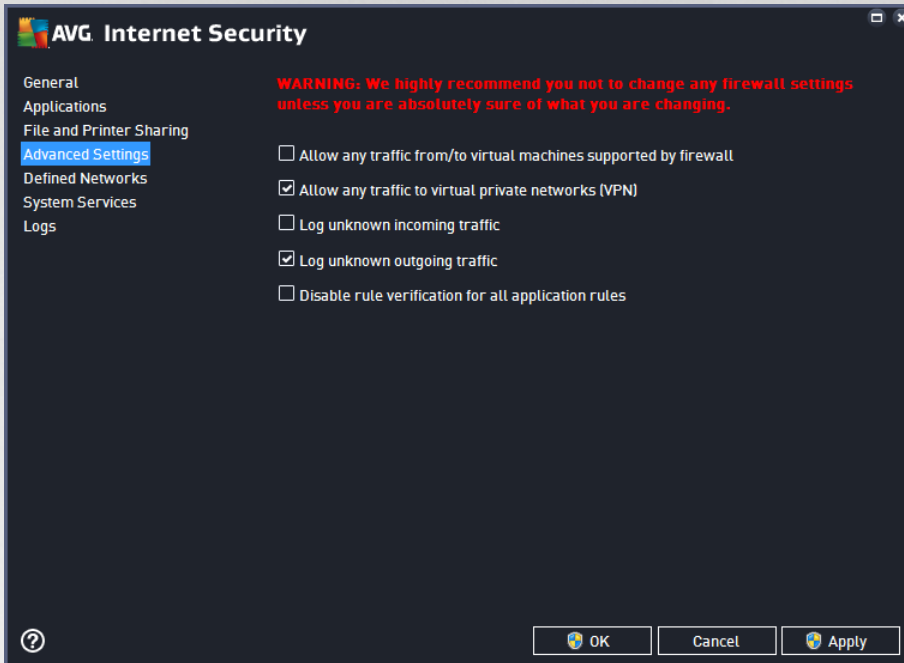 AVG Internet Security
General
Applications
File and Printer Sharing
Advanced Settings
Defined Networks
System Services
Logs
WARNING: We highly recommend you not to change any firewall settings
unless you are absolutely sure of what you are changing.
Allow any traffic from/to virtual machines supported by firewall
Allow any traffic to virtual private networks (VPN)
Log unknown incoming traffic
Log unknown outgoing traffic
Disable rule verification for all application rules
?
OK
Cancel
Apply